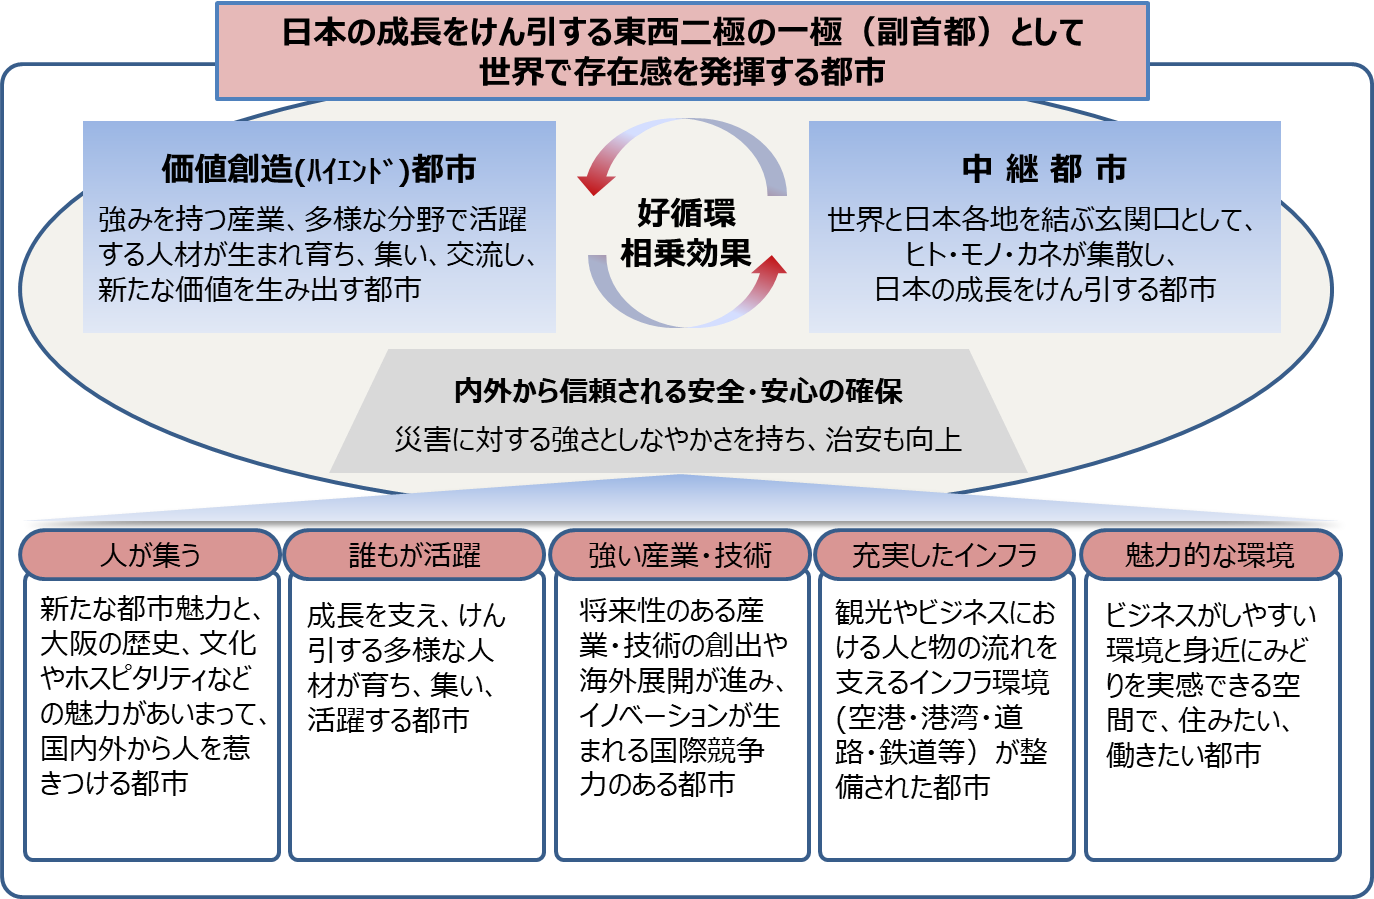 日本の成長をけん引する東西二極の一極（副首都）として
世界で存在感を発揮する都市
価値創造(ﾊｲｴﾝﾄﾞ)都市
強みを持つ産業、多様な分野で活躍
する人材が生まれ育ち、集い、交流し、
新たな価値を生み出す都市
好循環
相乗効果
中 継 都 市
世界と日本各地を結ぶ玄関口として、
ヒト・モノ・カネが集散し、
日本の成長をけん引する都市
内外から信頼される安全・安心の確保
災害に対する強さとしなやかさを持ち、治安も向上
人が集う
新たな都市魅力と、
大阪の歴史、文化
やホスピタリティなど
の魅力があいまって、
国内外から人を惹
きつける都市
誰もが活躍
成長を支え、けん
引する多様な人
材が育ち、集い、
活躍する都市
強い産業・技術
将来性のある産
業・技術の創出や
海外展開が進み、
イノベーションが生
まれる国際競争
力のある都市
充実したインフラ
観光やビジネスにお
ける人と物の流れを
支えるインフラ環境
(空港・港湾・道
路・鉄道等）が整
備された都市
魅力的な環境
ビジネスがしやすい
環境と身近にみど
りを実感できる空
間で、住みたい、
働きたい都市